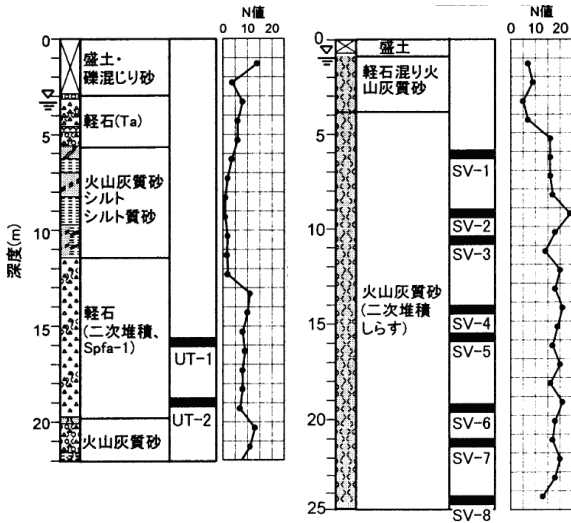 N値
0 10 20
0
5
10
15
20
深度(m)
盛土・
礫混じり砂
軽石(Ta)
火山灰質砂
シルト
シルト質砂
軽石
(二次堆積、
Spfa-1)
火山灰質砂
UT-1
UT-2
N値
0 10 20
0
5
10
15
20
25
盛土
軽石混り火
山灰質砂
火山灰質砂
(二次堆積
しらす)
SV-1
SV-2
SV-3
SV-4
SV-5
SV-6
SV-7
SV-8